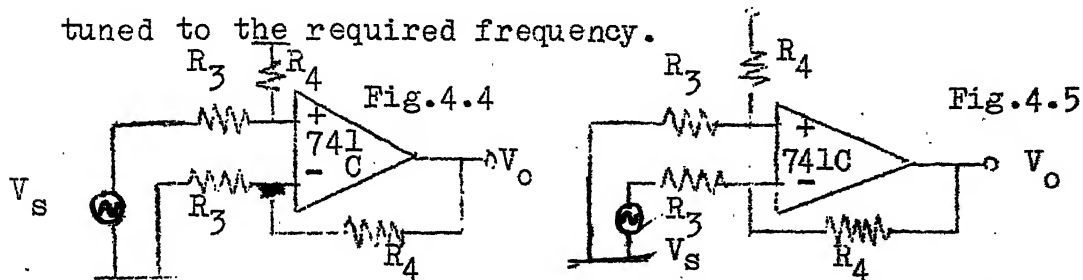 tuned to the required frequency.
R3 R4 Fig.4.4
+ 741 C -
Vs R3 R4 Vo
R3 R4 Fig.4.5
+ 741C -
R3 Vs R4 Vo